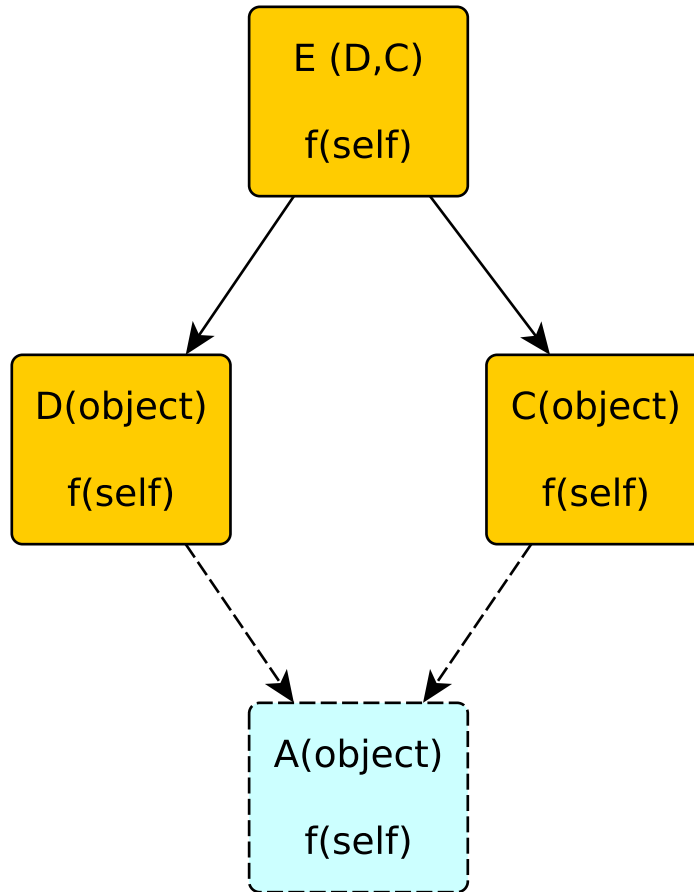 E (D,C)
f(self)
D(object)
f(self)
C(object)
f(self)
A(object)
f(self)